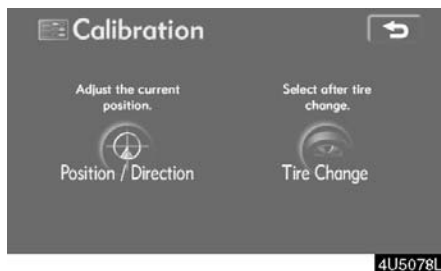 Calibration
Adjust the current
position.
Position / Direction
Select after tire
change.
Tire Change
4U5078L